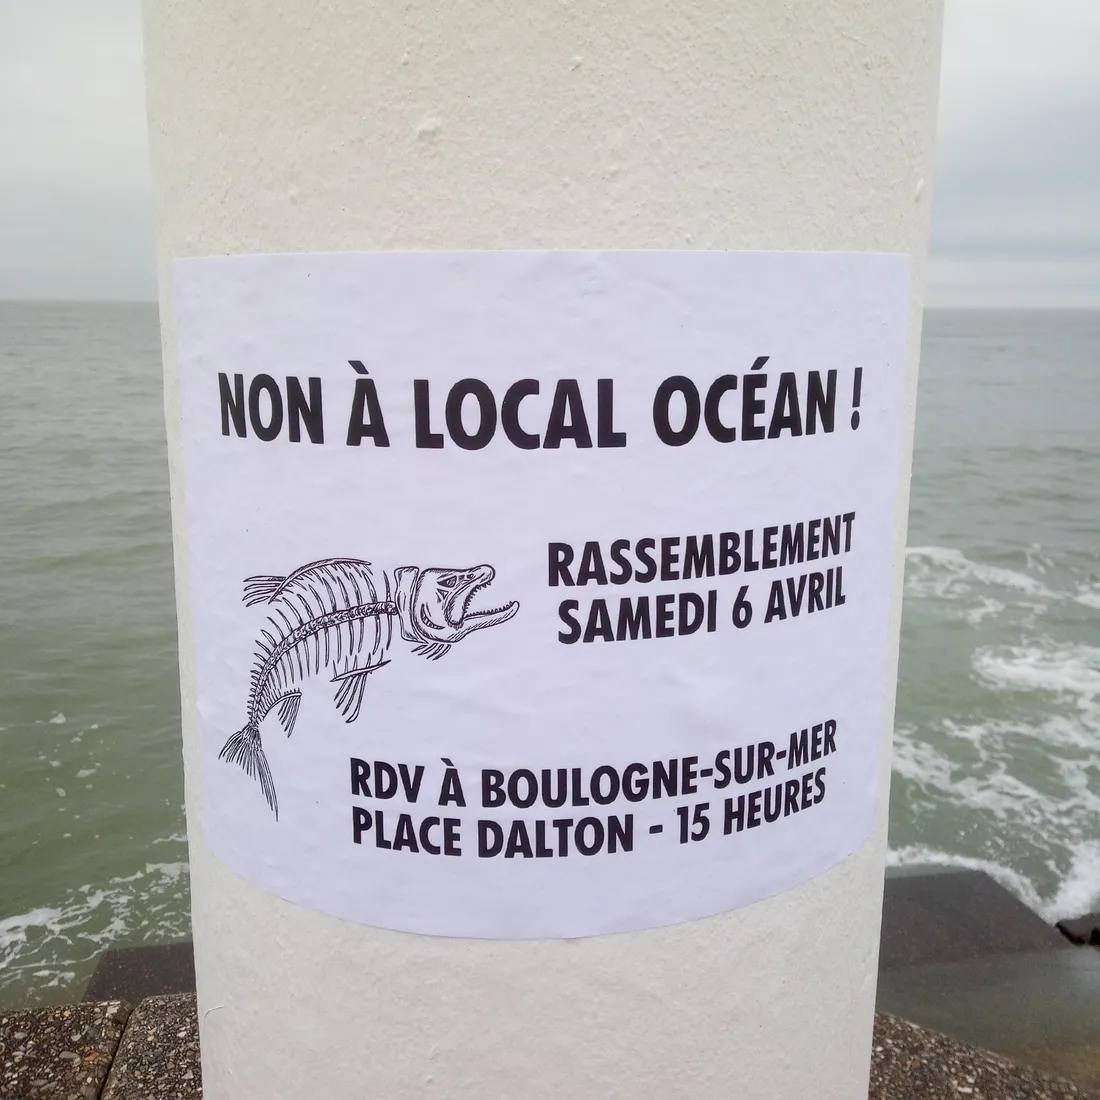 NON À LOCAL OCÉAN !
RASSEMBLEMENT
SAMEDI 6 AVRIL
RDV À BOULOGNE-SUR-MER
PLACE DALTON - 15 HEURES